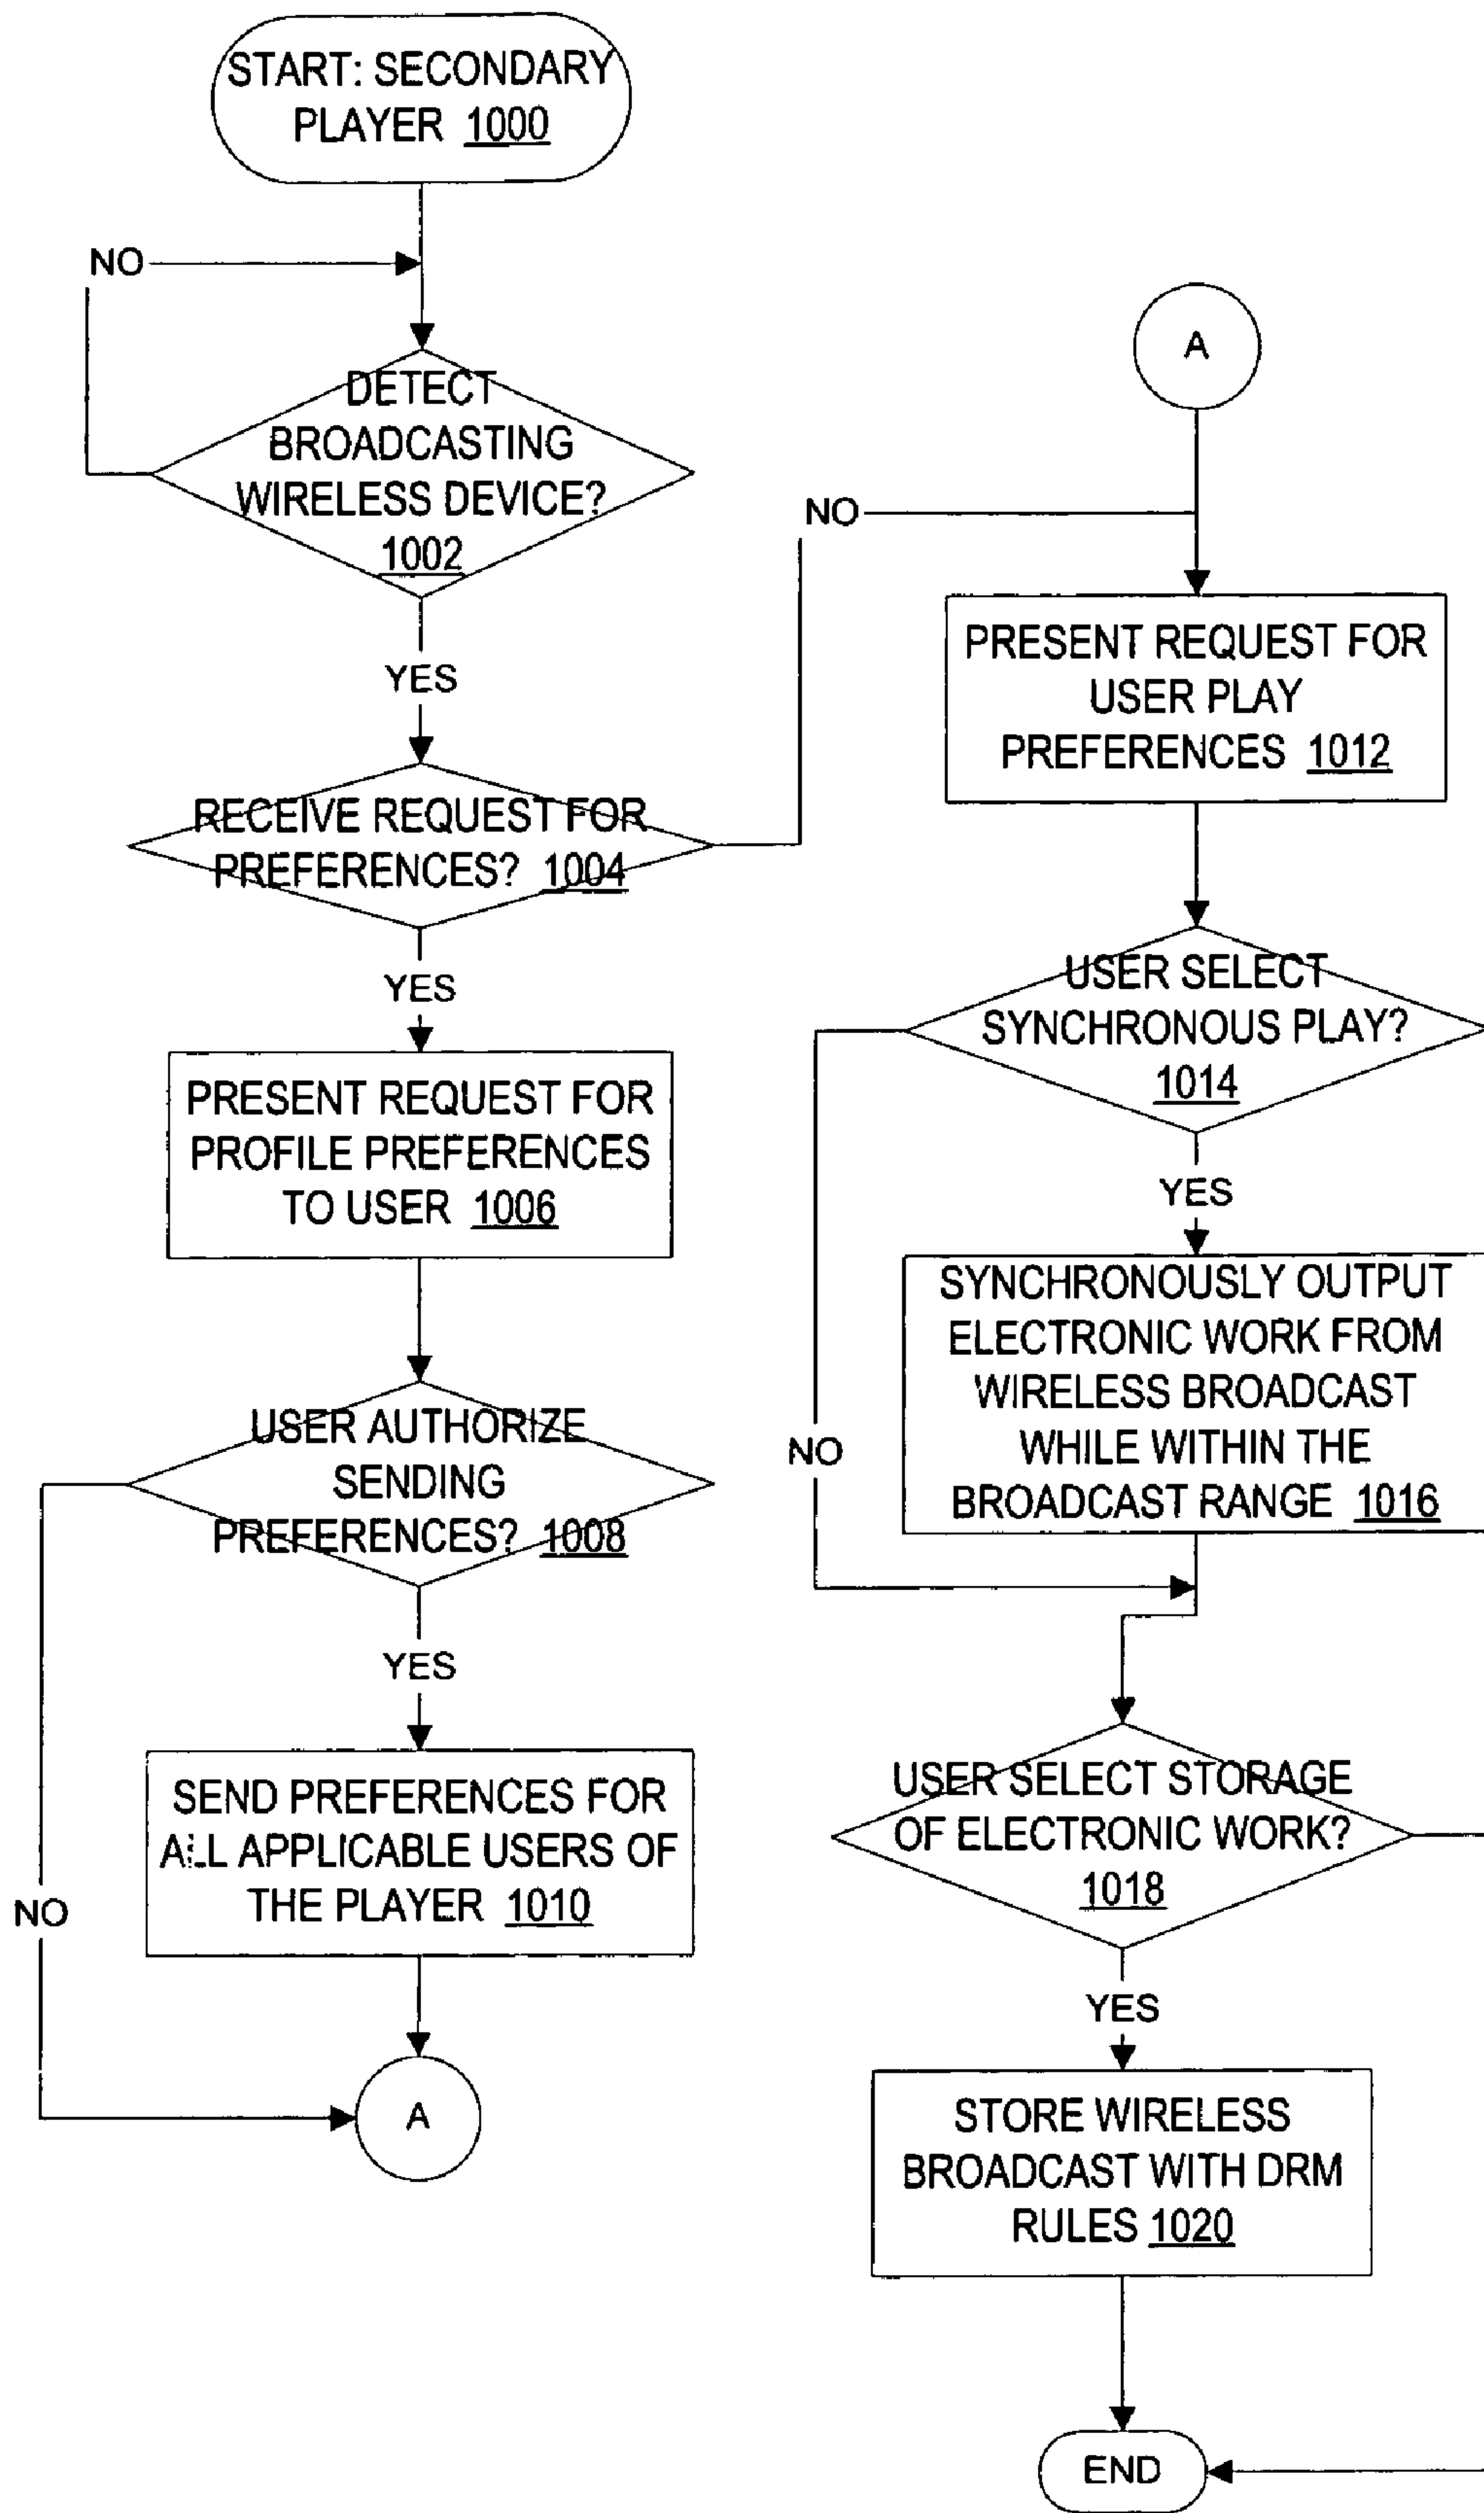 START: SECONDARY
PLAYER 1000
NO
DETECT
BROADCASTING
WIRELESS DEVICE?
1002
YES
RECEIVE REQUEST FOR
PREFERENCES? 1004
YES
PRESENT REQUEST FOR
PROFILE PREFERENCES
TO USER 1006
USER AUTHORIZE
SENDING
PREFERENCES? 1008
YES
NO
SEND PREFERENCES FOR
ALL APPLICABLE USERS OF
THE PLAYER 1010
A
A
NO
PRESENT REQUEST FOR
USER PLAY
PREFERENCES 1012
USER SELECT
SYNCHRONOUS PLAY?
1014
YES
NO
SYNCHRONOUSLY OUTPUT
ELECTRONIC WORK FROM
WIRELESS BROADCAST
WHILE WITHIN THE
BROADCAST RANGE 1016
USER SELECT STORAGE
OF ELECTRONIC WORK?
1018
YES
STORE WIRELESS
BROADCAST WITH DRM
RULES 1020
END